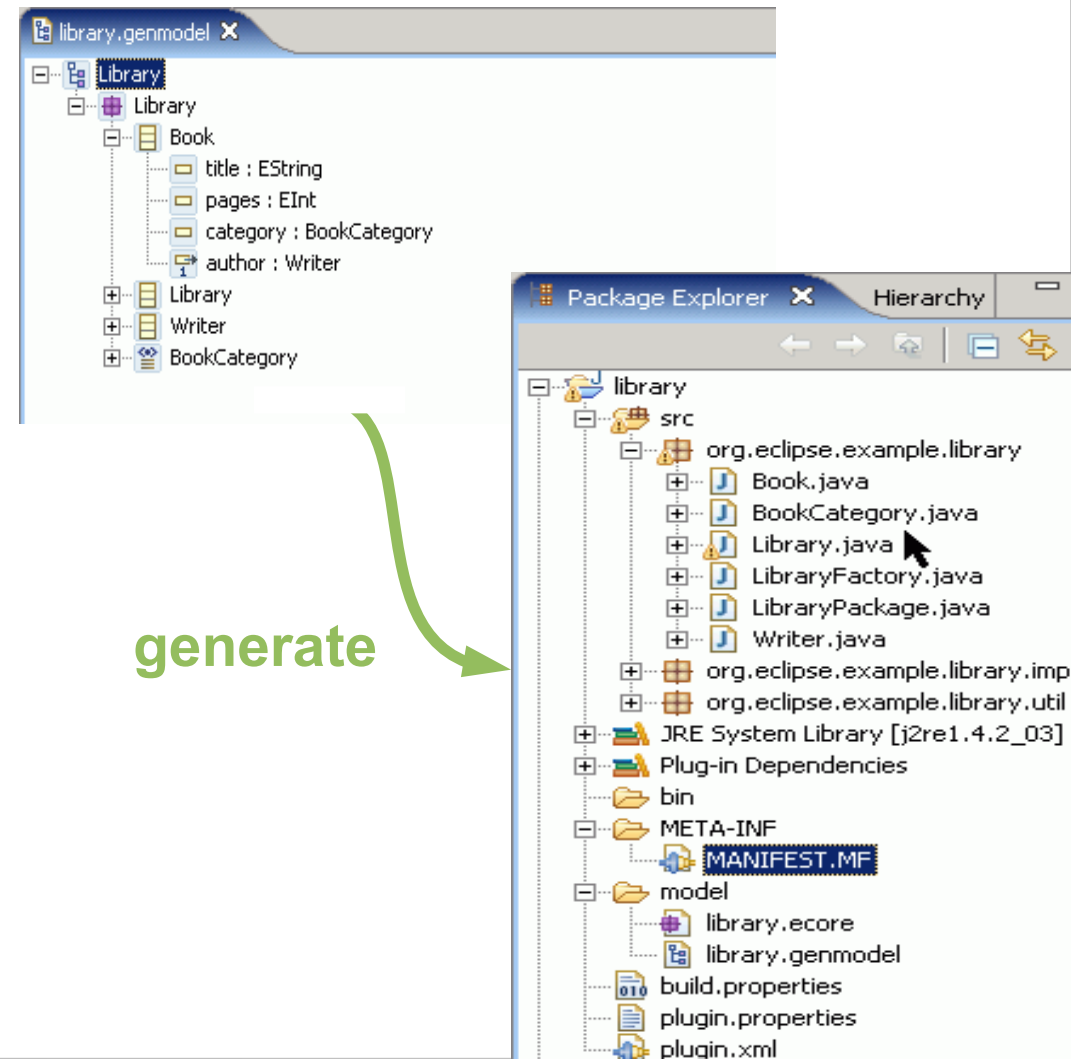 library.genmodel
Library
Library
Book
title : EString
pages : EInt
category : BookCategory
author : Writer
Library
Writer
BookCategory
generate
Package Explorer
Hierarchy
library
src
org.eclipse.example.library
Book.java
BookCategory.java
Library.java
LibraryFactory.java
LibraryPackage.java
Writer.java
org.eclipse.example.library.imp
org.eclipse.example.library.util
JRE System Library [j2re1.4.2_03]
Plug-in Dependencies
bin
META-INF
MANIFEST.MF
model
library.ecore
library.genmodel
build.properties
plugin.properties
plugin.xml